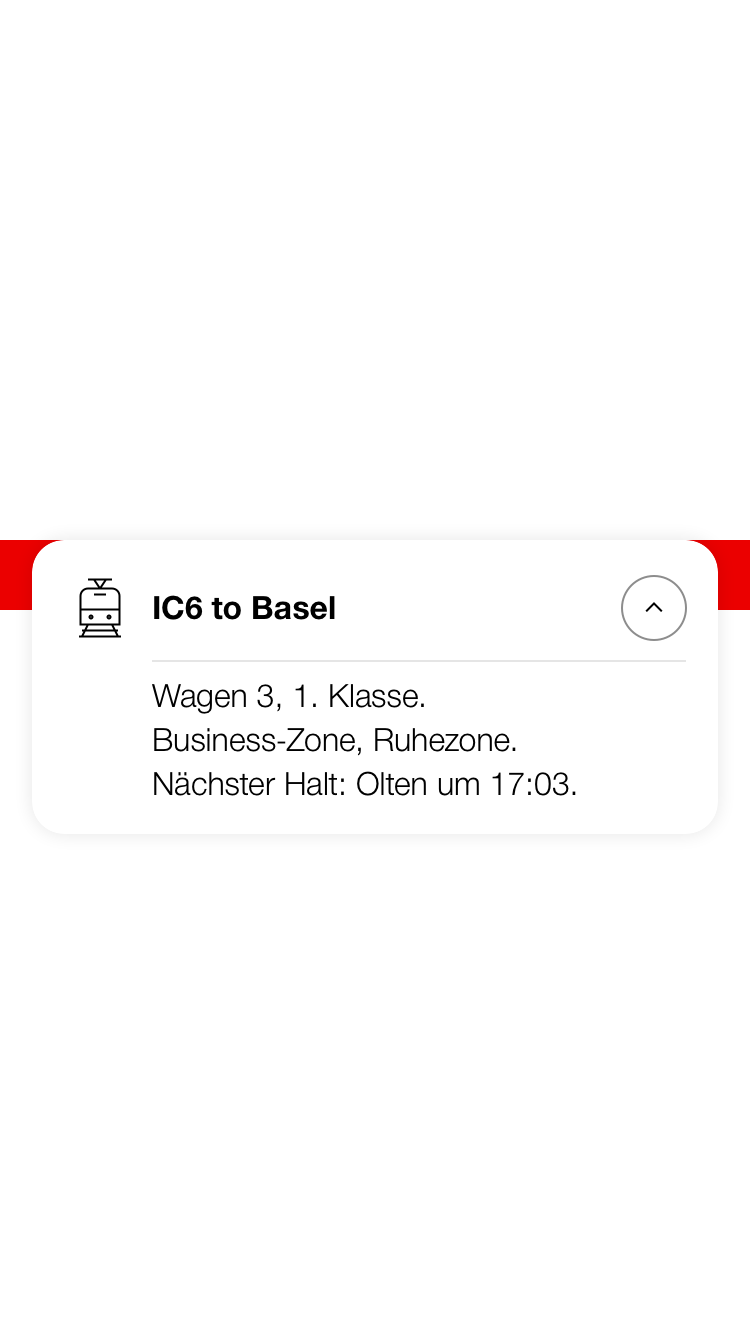 IC6 to Basel
Wagen 3, 1. Klasse.
Business-Zone, Ruhezone.
Nächster Halt: Olten um 17:03.